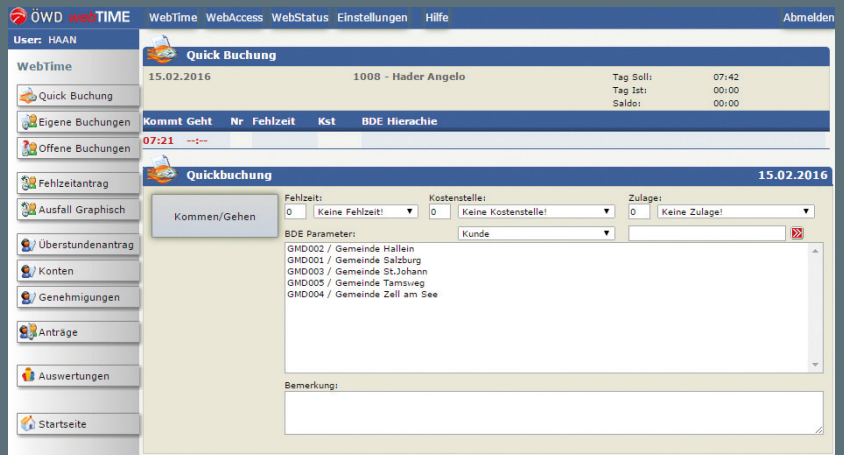 ÖWD webTIME WebTime WebAccess WebStatus Einstellungen Hilfe Abmelden
User: HAAN
WebTime
Quick Buchung
Eigene Buchungen
Offene Buchungen
Fehlzeitantrag
Ausfall Graphisch
Überstundenantrag
Konten
Genehmigungen
Anträge
Auswertungen
Startseite
Quick Buchung
15.02.2016 1008 - Hader Angelo Tag Soll: 07:42
Tag Ist: 00:00
Saldo: 00:00
Kommt Geht Nr Fehlzeit Kst BDE Hierachie
07:21 --:--
Quickbuchung 15.02.2016
Kommen/Gehen
Fehlzeit: Kostenstelle: Zulage:
0 Keine Fehlzeit! 0 Keine Kostenstelle! 0 Keine Zulage!
BDE Parameter: Kunde
GMD002 / Gemeinde Hallein
GMD001 / Gemeinde Salzburg
GMD003 / Gemeinde St.Johann
GMD005 / Gemeinde Tamsweg
GMD004 / Gemeinde Zell am See
Bemerkung: